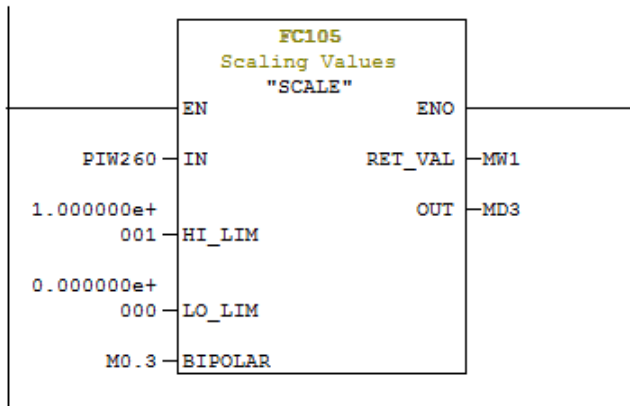 FC105
Scaling Values
"SCALE"
EN ENO
PIW260 IN RET_VAL MW1
1.000000e+ OUT MD3
001 HI_LIM
0.000000e+
000 LO_LIM
M0.3 BIPOLAR